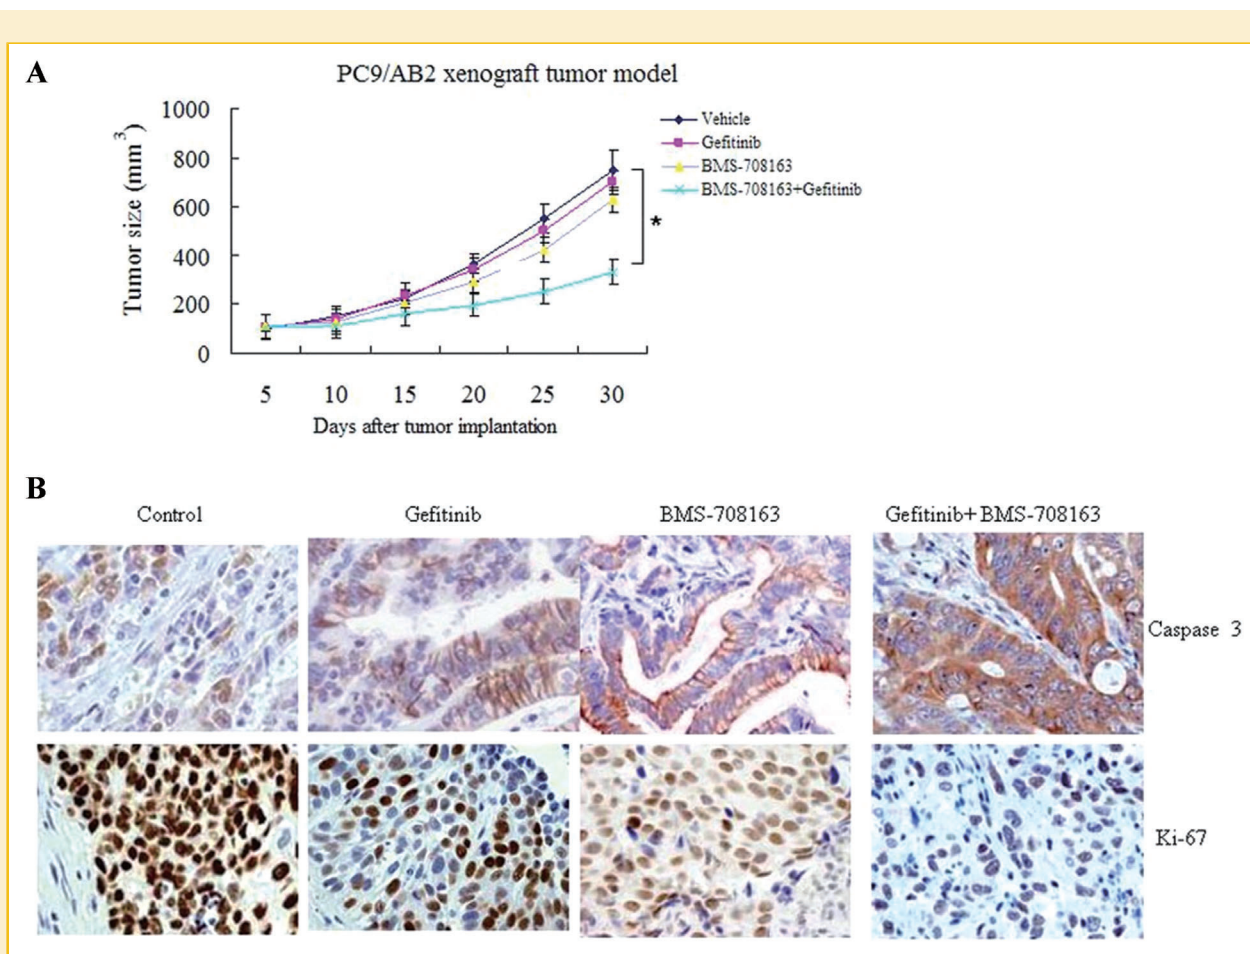 A
PC9/AB2 xenograft tumor model
1000
800
600
400
200
0
Tumor size (mm³)
Vehicle
Gefitinib
BMS-708163
BMS-708163+Gefitinib
*
5 10 15 20 25 30
Days after tumor implantation
B
Control Gefitinib BMS-708163 Gefitinib+BMS-708163
Caspase 3
Ki-67